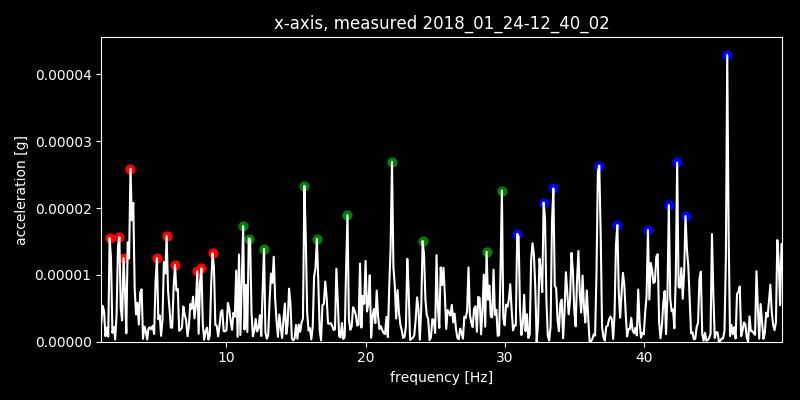 x-axis, measured 2018_01_24-12_40_02
acceleration [g]
0.00004
0.00003
0.00002
0.00001
0.00000
10 20 30 40
frequency [Hz]